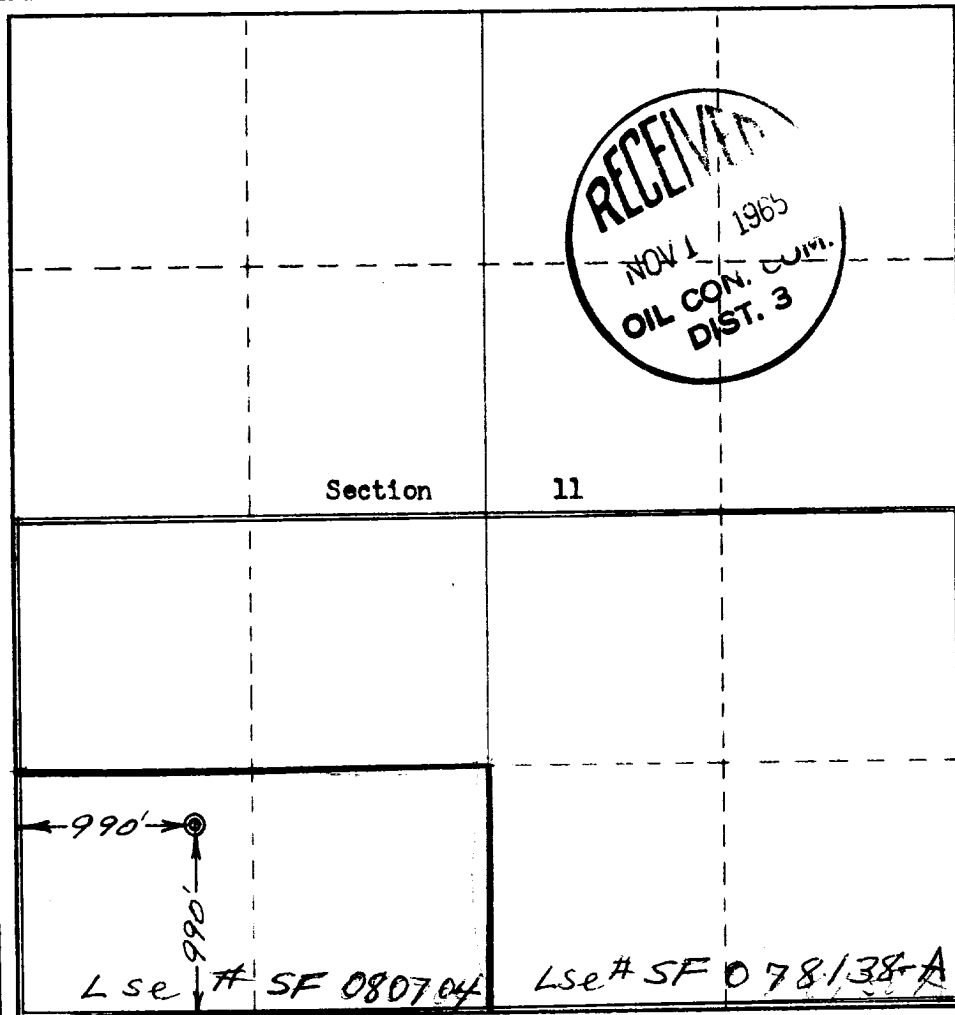 RECEIVED
NOV 1 1965
OIL CON. COM.
DIST. 3
Section 11
990'
990'
Lse # SF 080704
Lse # SF 078138-A